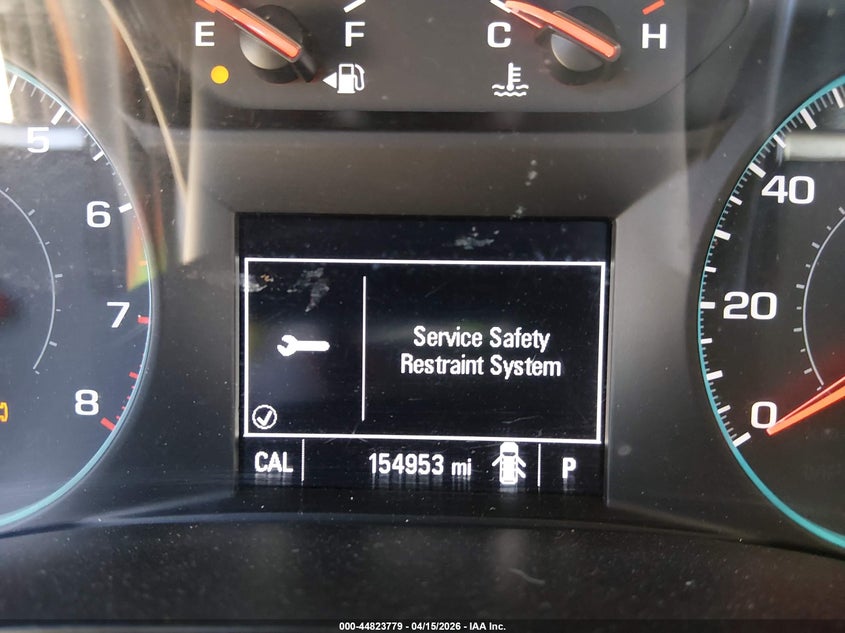 E F C H
5
6
7
8
40
20
0
Service Safety
Restraint System
CAL 154953 mi P
000-44823779 — 04/15/2026 — IAA Inc.